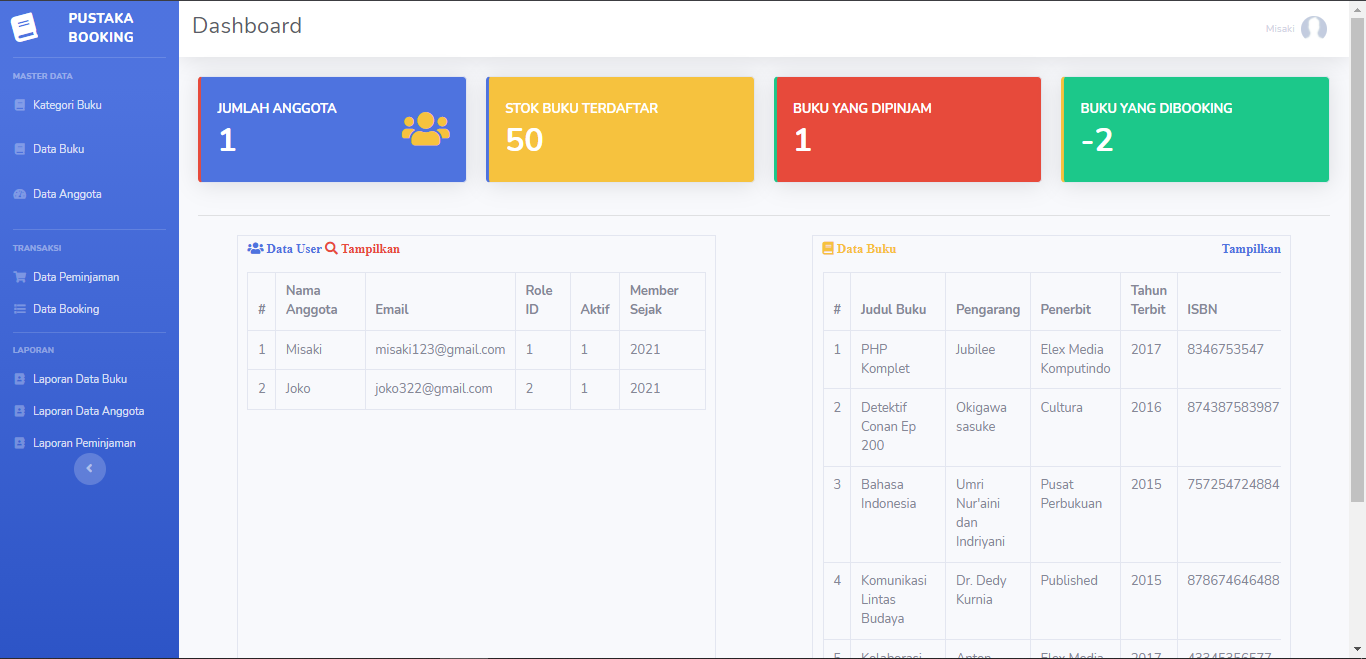 PUSTAKA
BOOKING
MASTER DATA
Kategori Buku
Data Buku
Data Anggota
TRANSAKSI
Data Peminjaman
Data Booking
LAPORAN
Laporan Data Buku
Laporan Data Anggota
Laporan Peminjaman
Dashboard
Misaki
JUMLAH ANGGOTA
1
STOK BUKU TERDAFTAR
50
BUKU YANG DIPINJAM
1
BUKU YANG DIBOOKING
-2
Data User Tampilkan
# Nama Anggota Email Role ID Aktif Member Sejak
1 Misaki misaki123@gmail.com 1 1 2021
2 Joko joko322@gmail.com 2 1 2021
Data Buku Tampilkan
# Judul Buku Pengarang Penerbit Tahun Terbit ISBN
1 PHP Komplet Jubilee Elex Media Komputindo 2017 8346753547
2 Detektif Conan Ep 200 Okigawa sasuke Cultura 2016 874387583987
3 Bahasa Indonesia Umri Nur'aini dan Indriyani Pusat Perbukuan 2015 757254724884
4 Komunikasi Lintas Budaya Dr. Dedy Kurnia Published 2015 878674646488
5 Kolaborasi Anton Elex Media 2017 43345356577